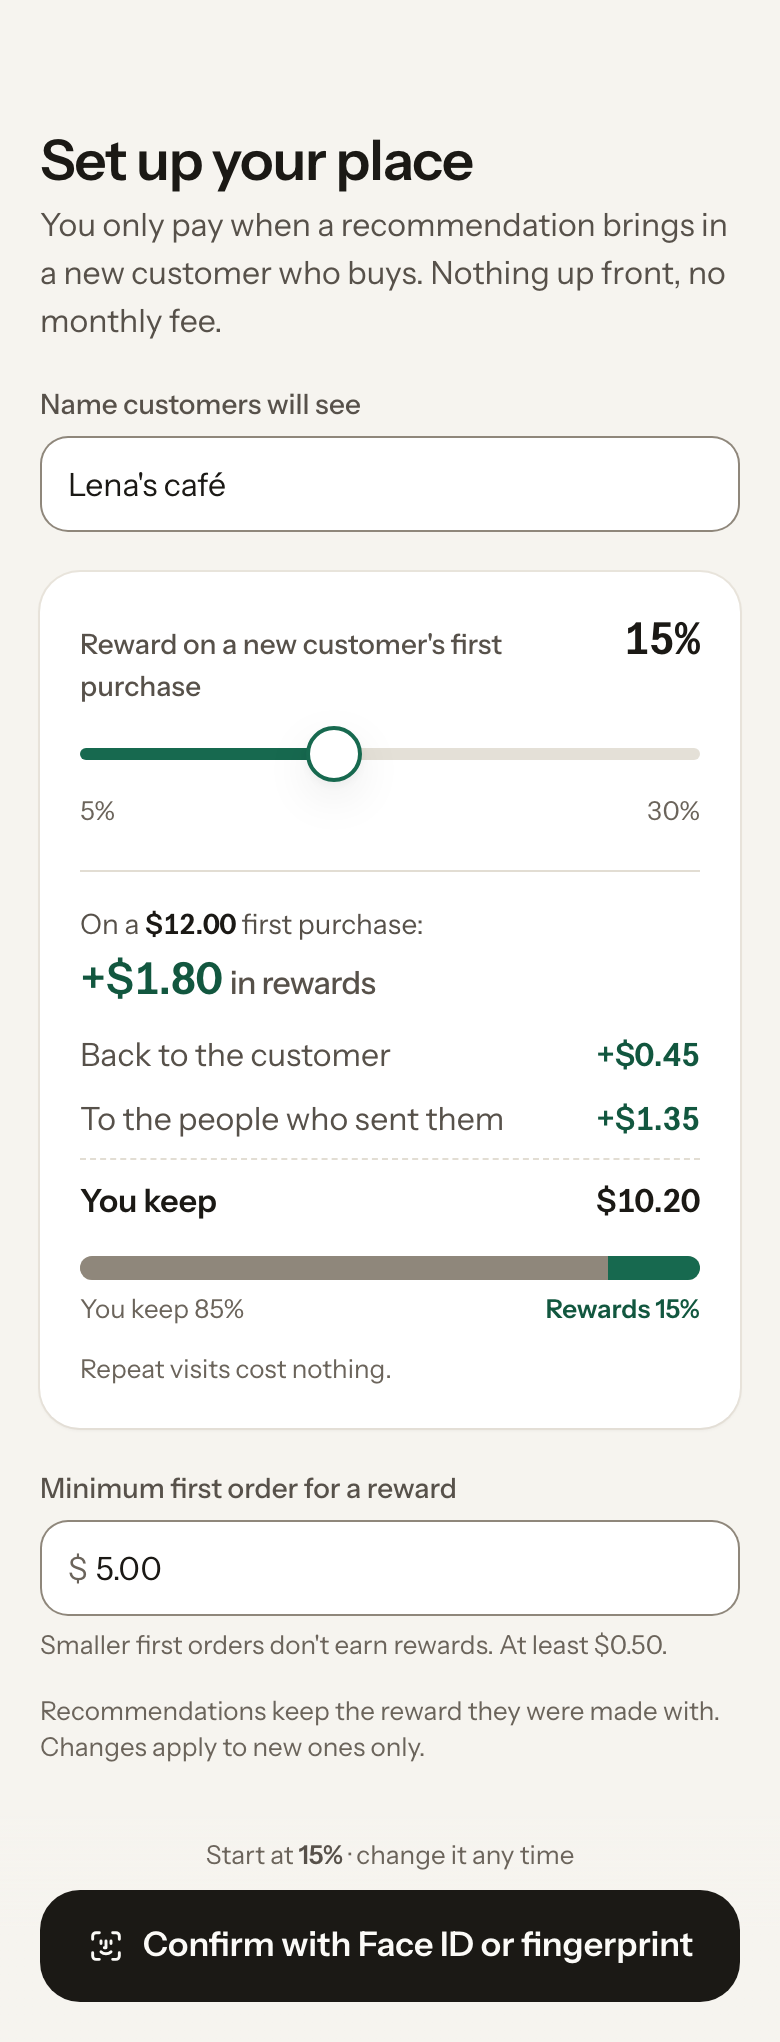 Set up your place
You only pay when a recommendation brings in
a new customer who buys. Nothing up front, no
monthly fee.
Name customers will see
Lena's café
Reward on a new customer's first
purchase
15%
5%
30%
On a $12.00 first purchase:
+$1.80 in rewards
Back to the customer +$0.45
To the people who sent them +$1.35
You keep $10.20
You keep 85% Rewards 15%
Repeat visits cost nothing.
Minimum first order for a reward
$ 5.00
Smaller first orders don't earn rewards. At least $0.50.
Recommendations keep the reward they were made with.
Changes apply to new ones only.
Start at 15% · change it any time
Confirm with Face ID or fingerprint